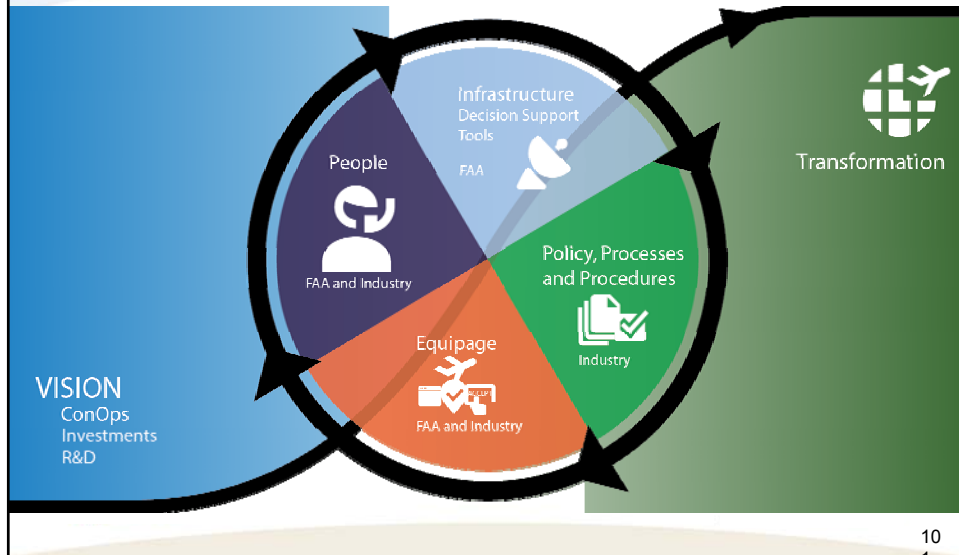 Infrastructure
Decision Support
Tools
FAA
People
FAA and Industry
Transformation
Policy, Processes
and Procedures
Industry
Equipage
FAA and Industry
VISION
ConOps
Investments
R&D
10